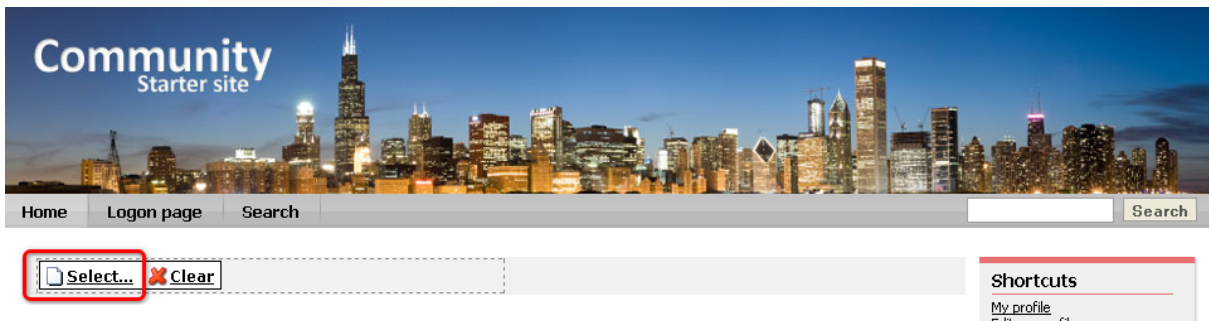 Community
Starter site
Home Logon page Search Search
Select... Clear
Shortcuts
My profile